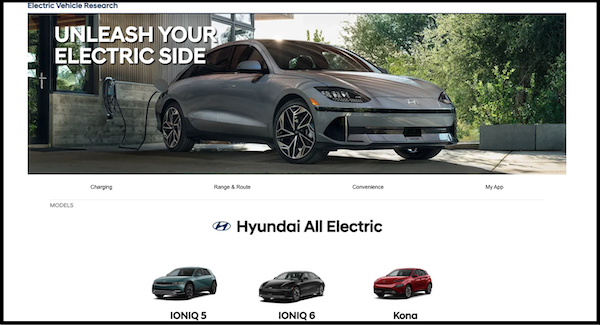 Electric Vehicle Research
UNLEASH YOUR
ELECTRIC SIDE
Charging Range & Route Convenience My App
MODELS
Hyundai All Electric
IONIQ 5 IONIQ 6 Kona